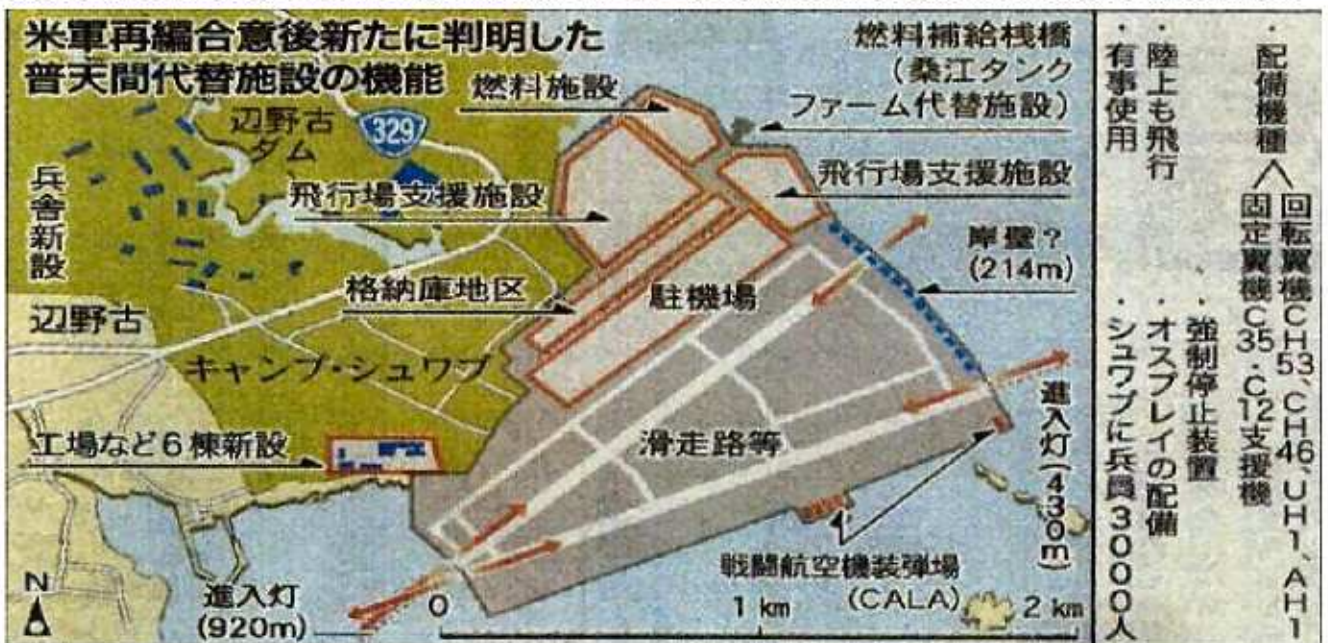 米軍再編合意後新たに判明した
普天間代替施設の機能
燃料施設
燃料補給桟橋
(桑江タンク
ファーム代替施設)
辺野古
ダム
329
兵舎新設
飛行場支援施設
飛行場支援施設
岸壁?
(214m)
格納庫地区
駐機場
辺野古
キャンプ・シュワブ
工場など6棟新設
滑走路等
進入灯(430m)
戦闘航空機装弾場
(CALA)
進入灯
(920m)
N
0
1km
2km
・配備機種
回転翼機CH53、CH46、UH1、AH1
固定翼機C35・C12支援機
・強制停止装置
・陸上も飛行
・オスプレイの配備
・有事使用
・シュワブに兵員3000人